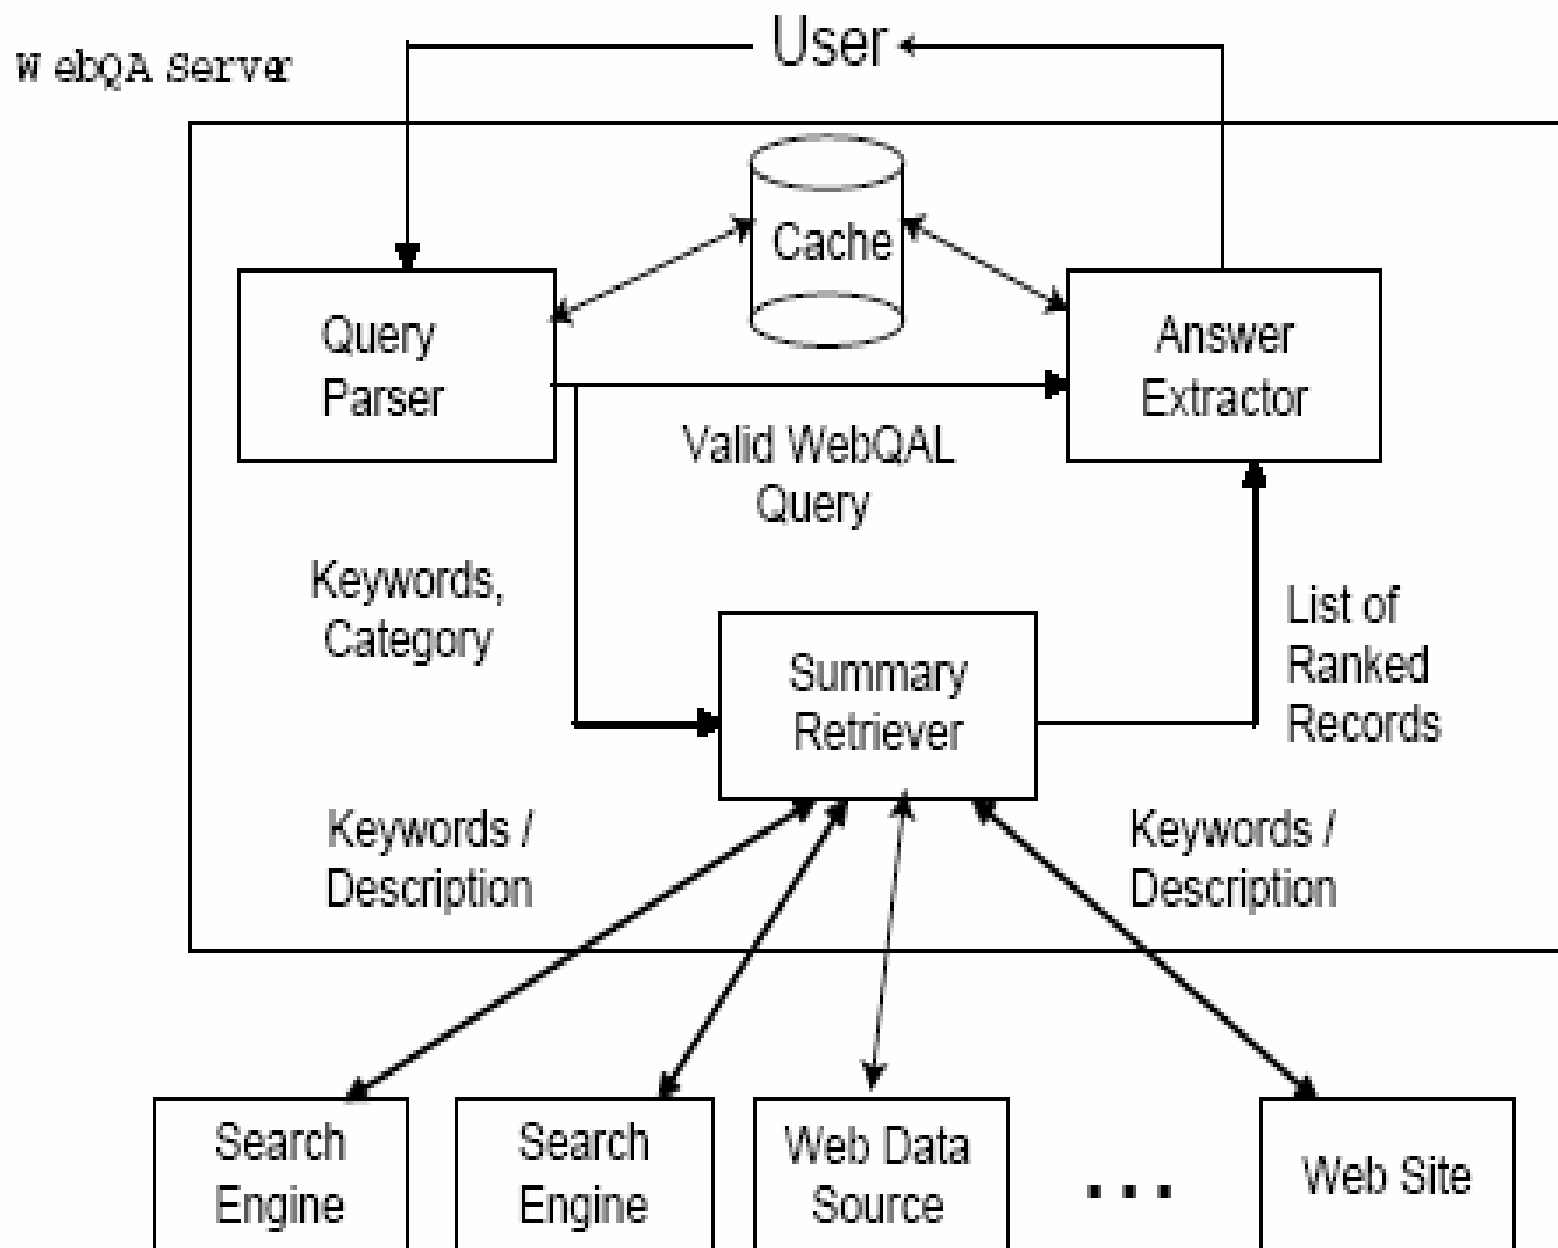 User
WebQA Server
Cache
Query
Parser
Answer
Extractor
Valid WebQAL
Query
Keywords,
Category
List of
Ranked
Records
Summary
Retriever
Keywords /
Description
Keywords /
Description
Search
Engine
Search
Engine
Web Data
Source
...
Web Site